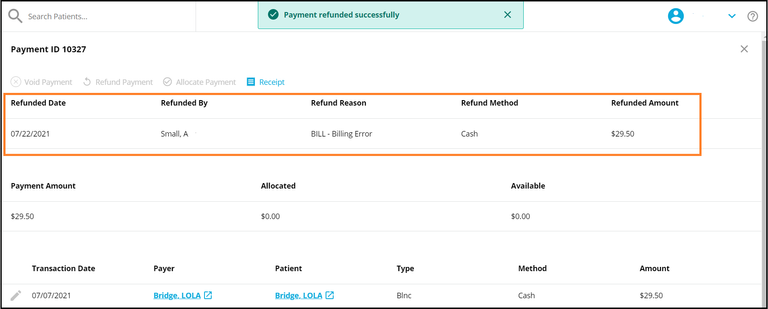 Search Patients...
Payment refunded successfully
Payment ID 10327
Void Payment Refund Payment Allocate Payment Receipt
Refunded Date Refunded By Refund Reason Refund Method Refunded Amount
07/22/2021 Small, A BILL - Billing Error Cash $29.50
Payment Amount Allocated Available
$29.50 $0.00 $0.00
Transaction Date Payer Patient Type Method Amount
07/07/2021 Bridge, LOLA Bridge, LOLA Blnc Cash $29.50